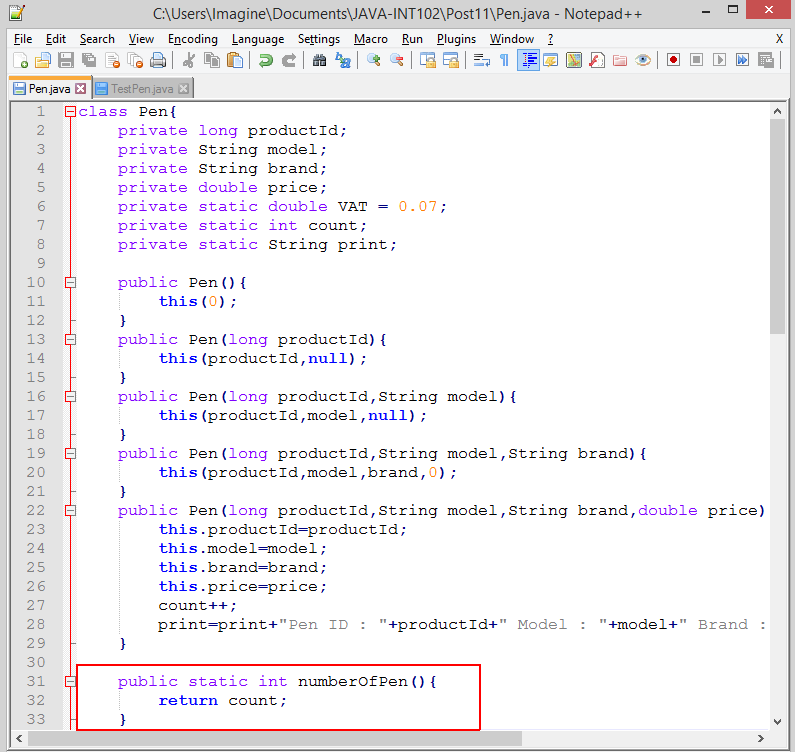 C:\Users\Imagine\Documents\JAVA-INT102\Post11\Pen.java - Notepad++
File Edit Search View Encoding Language Settings Macro Run Plugins Window ? X
Pen.java TestPen.java
1 class Pen{
2 private long productId;
3 private String model;
4 private String brand;
5 private double price;
6 private static double VAT = 0.07;
7 private static int count;
8 private static String print;
9
10 public Pen(){
11 this(0);
12 }
13 public Pen(long productId){
14 this(productId,null);
15 }
16 public Pen(long productId,String model){
17 this(productId,model,null);
18 }
19 public Pen(long productId,String model,String brand){
20 this(productId,model,brand,0);
21 }
22 public Pen(long productId,String model,String brand,double price)
23 this.productId=productId;
24 this.model=model;
25 this.brand=brand;
26 this.price=price;
27 count++;
28 print=print+"Pen ID : "+productId+" Model : "+model+" Brand :
29 }
30
31 public static int numberOfPen(){
32 return count;
33 }